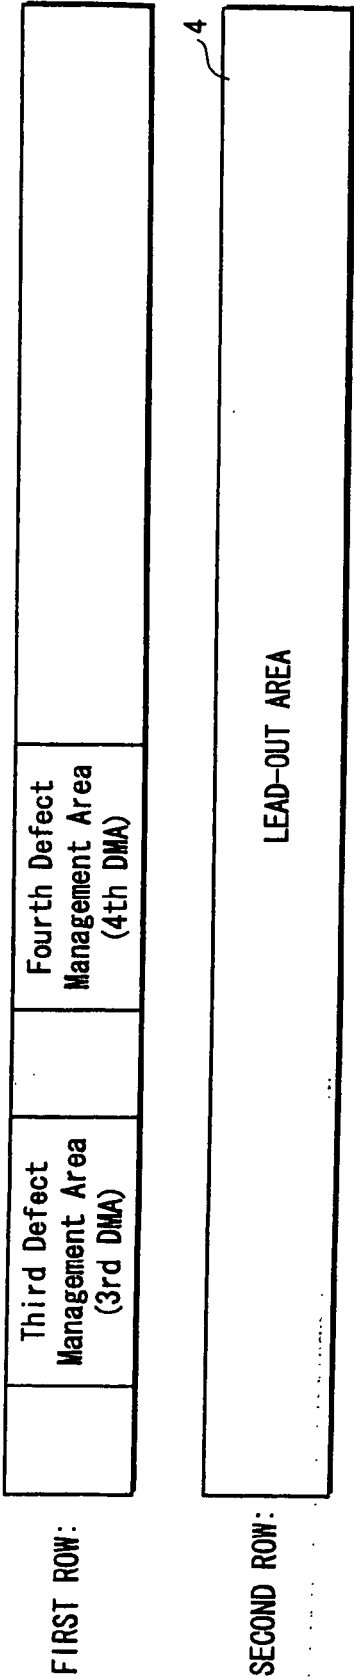 FIRST ROW:
Third Defect
Management Area
(3rd DMA)
Fourth Defect
Management Area
(4th DMA)
SECOND ROW:
LEAD-OUT AREA
4